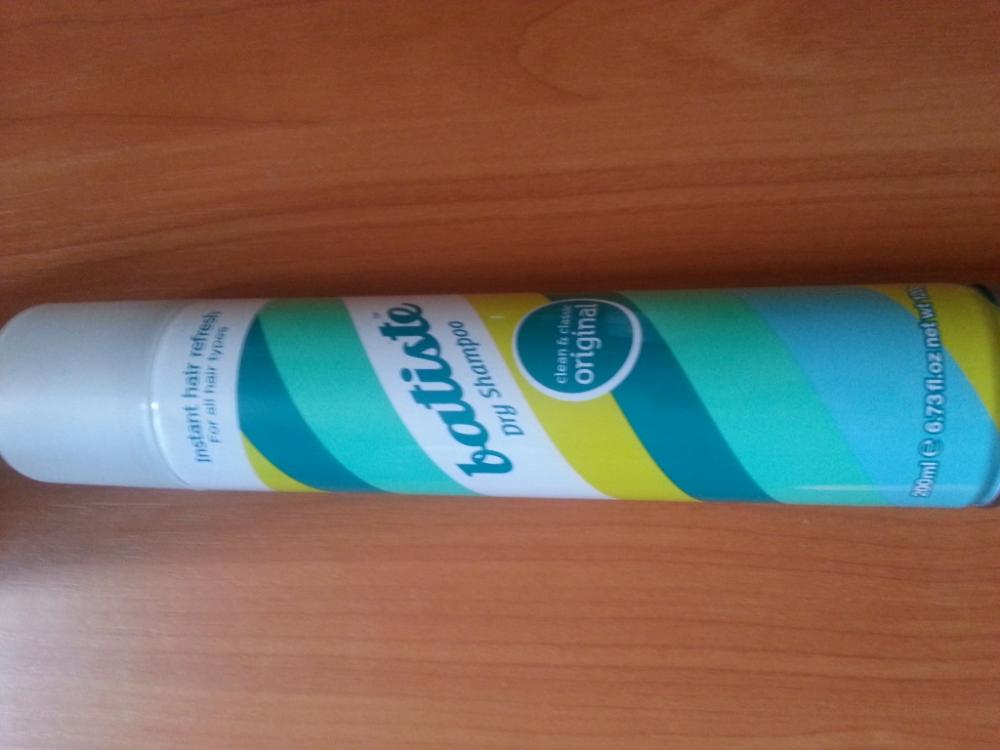 Instant hair refresh
For all hair types
batiste™
Dry Shampoo
clean & classic
original
200ml ℮ 6.73 fl.oz net wt